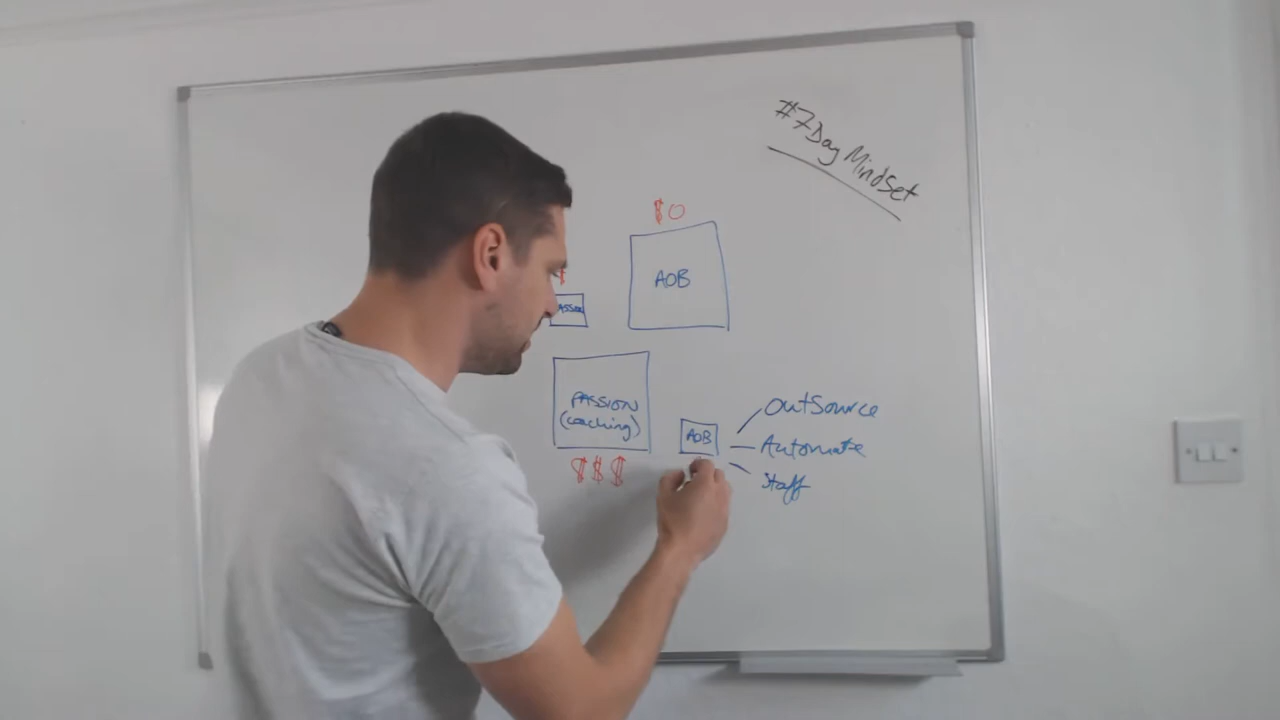 #7Day MindSet
$0
$
AOB
PASSION
(coaching)
AOB
OutSource
Automate
Staff
$$$